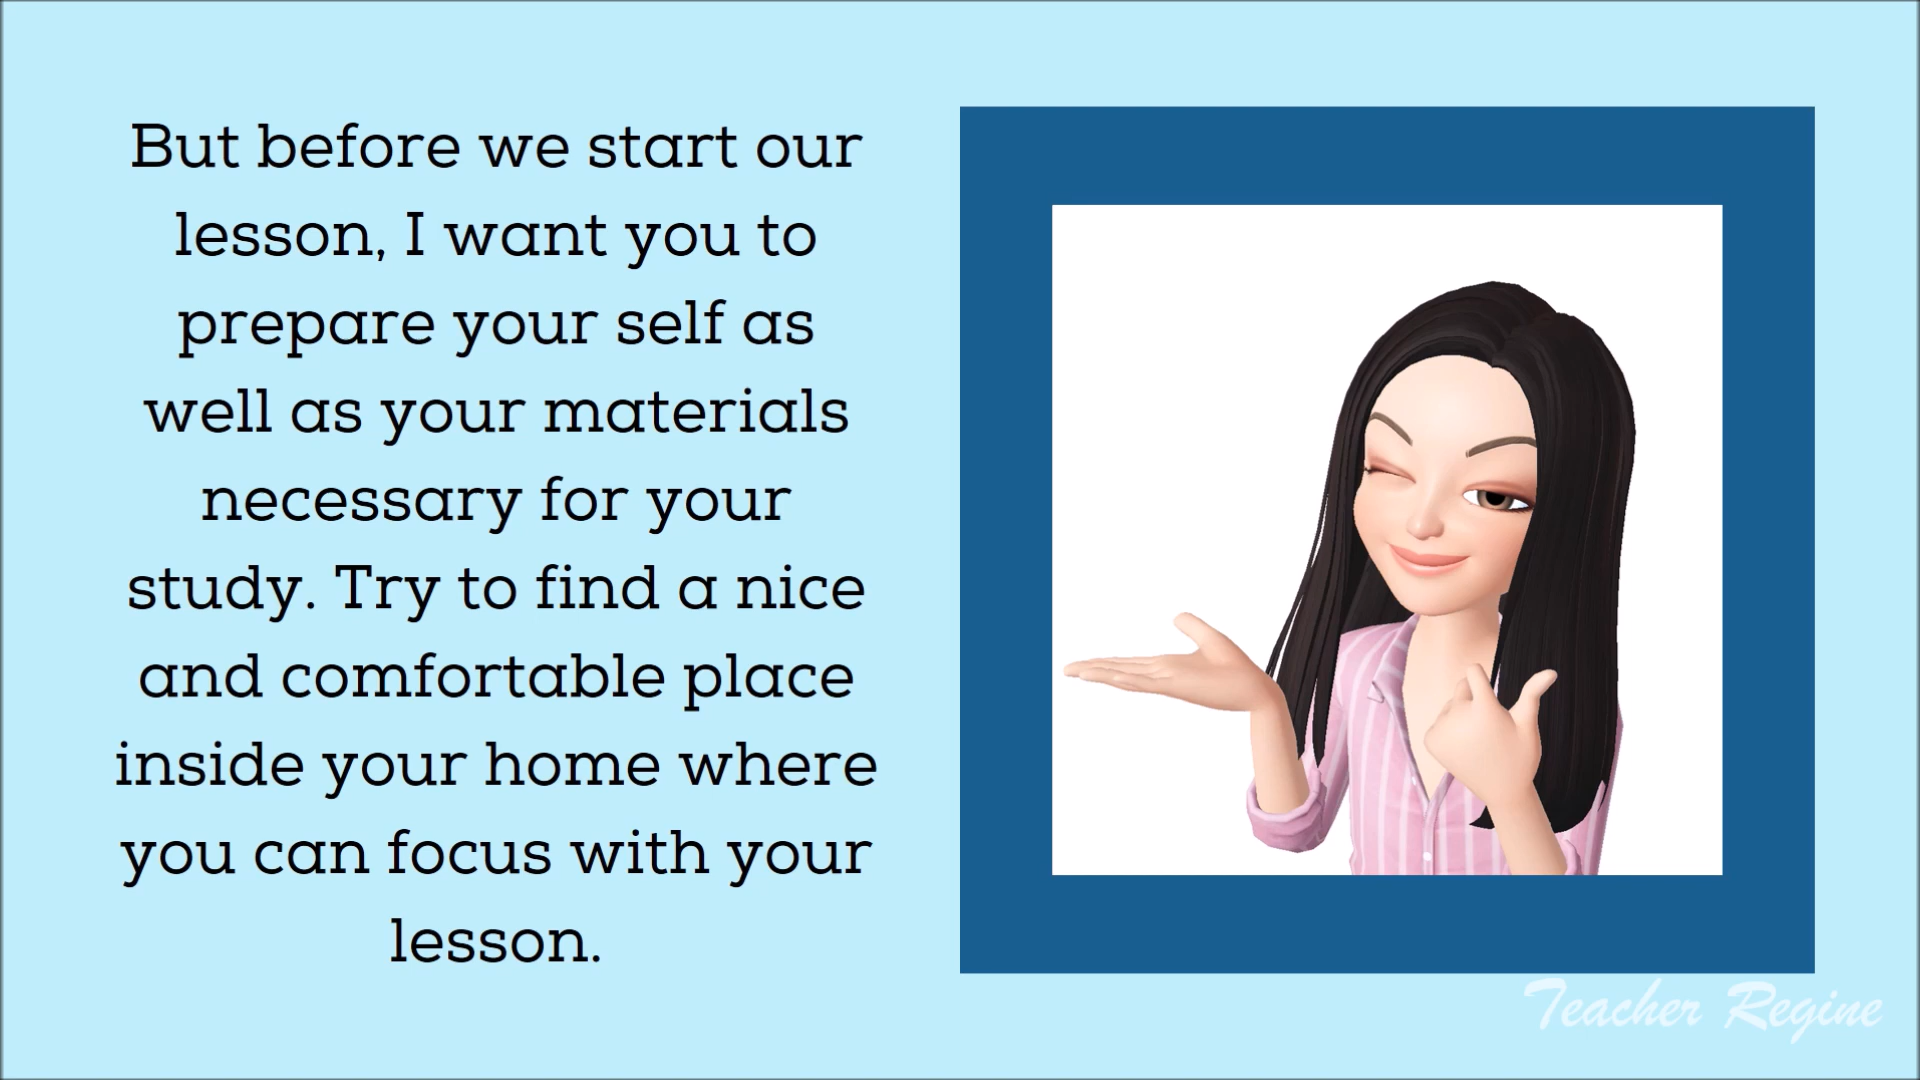 But before we start our
lesson, I want you to
prepare your self as
well as your materials
necessary for your
study. Try to find a nice
and comfortable place
inside your home where
you can focus with your
lesson.
Teacher Regine